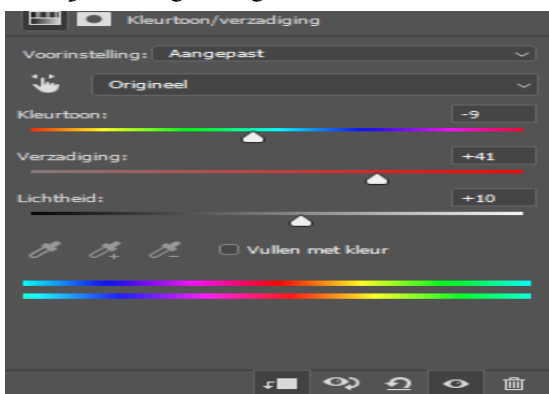 Kleurtoon/verzadiging
Voorinstelling: Aangepast
Origineel
Kleurtoon: -9
Verzadiging: +41
Lichtheid: +10
Vullen met kleur